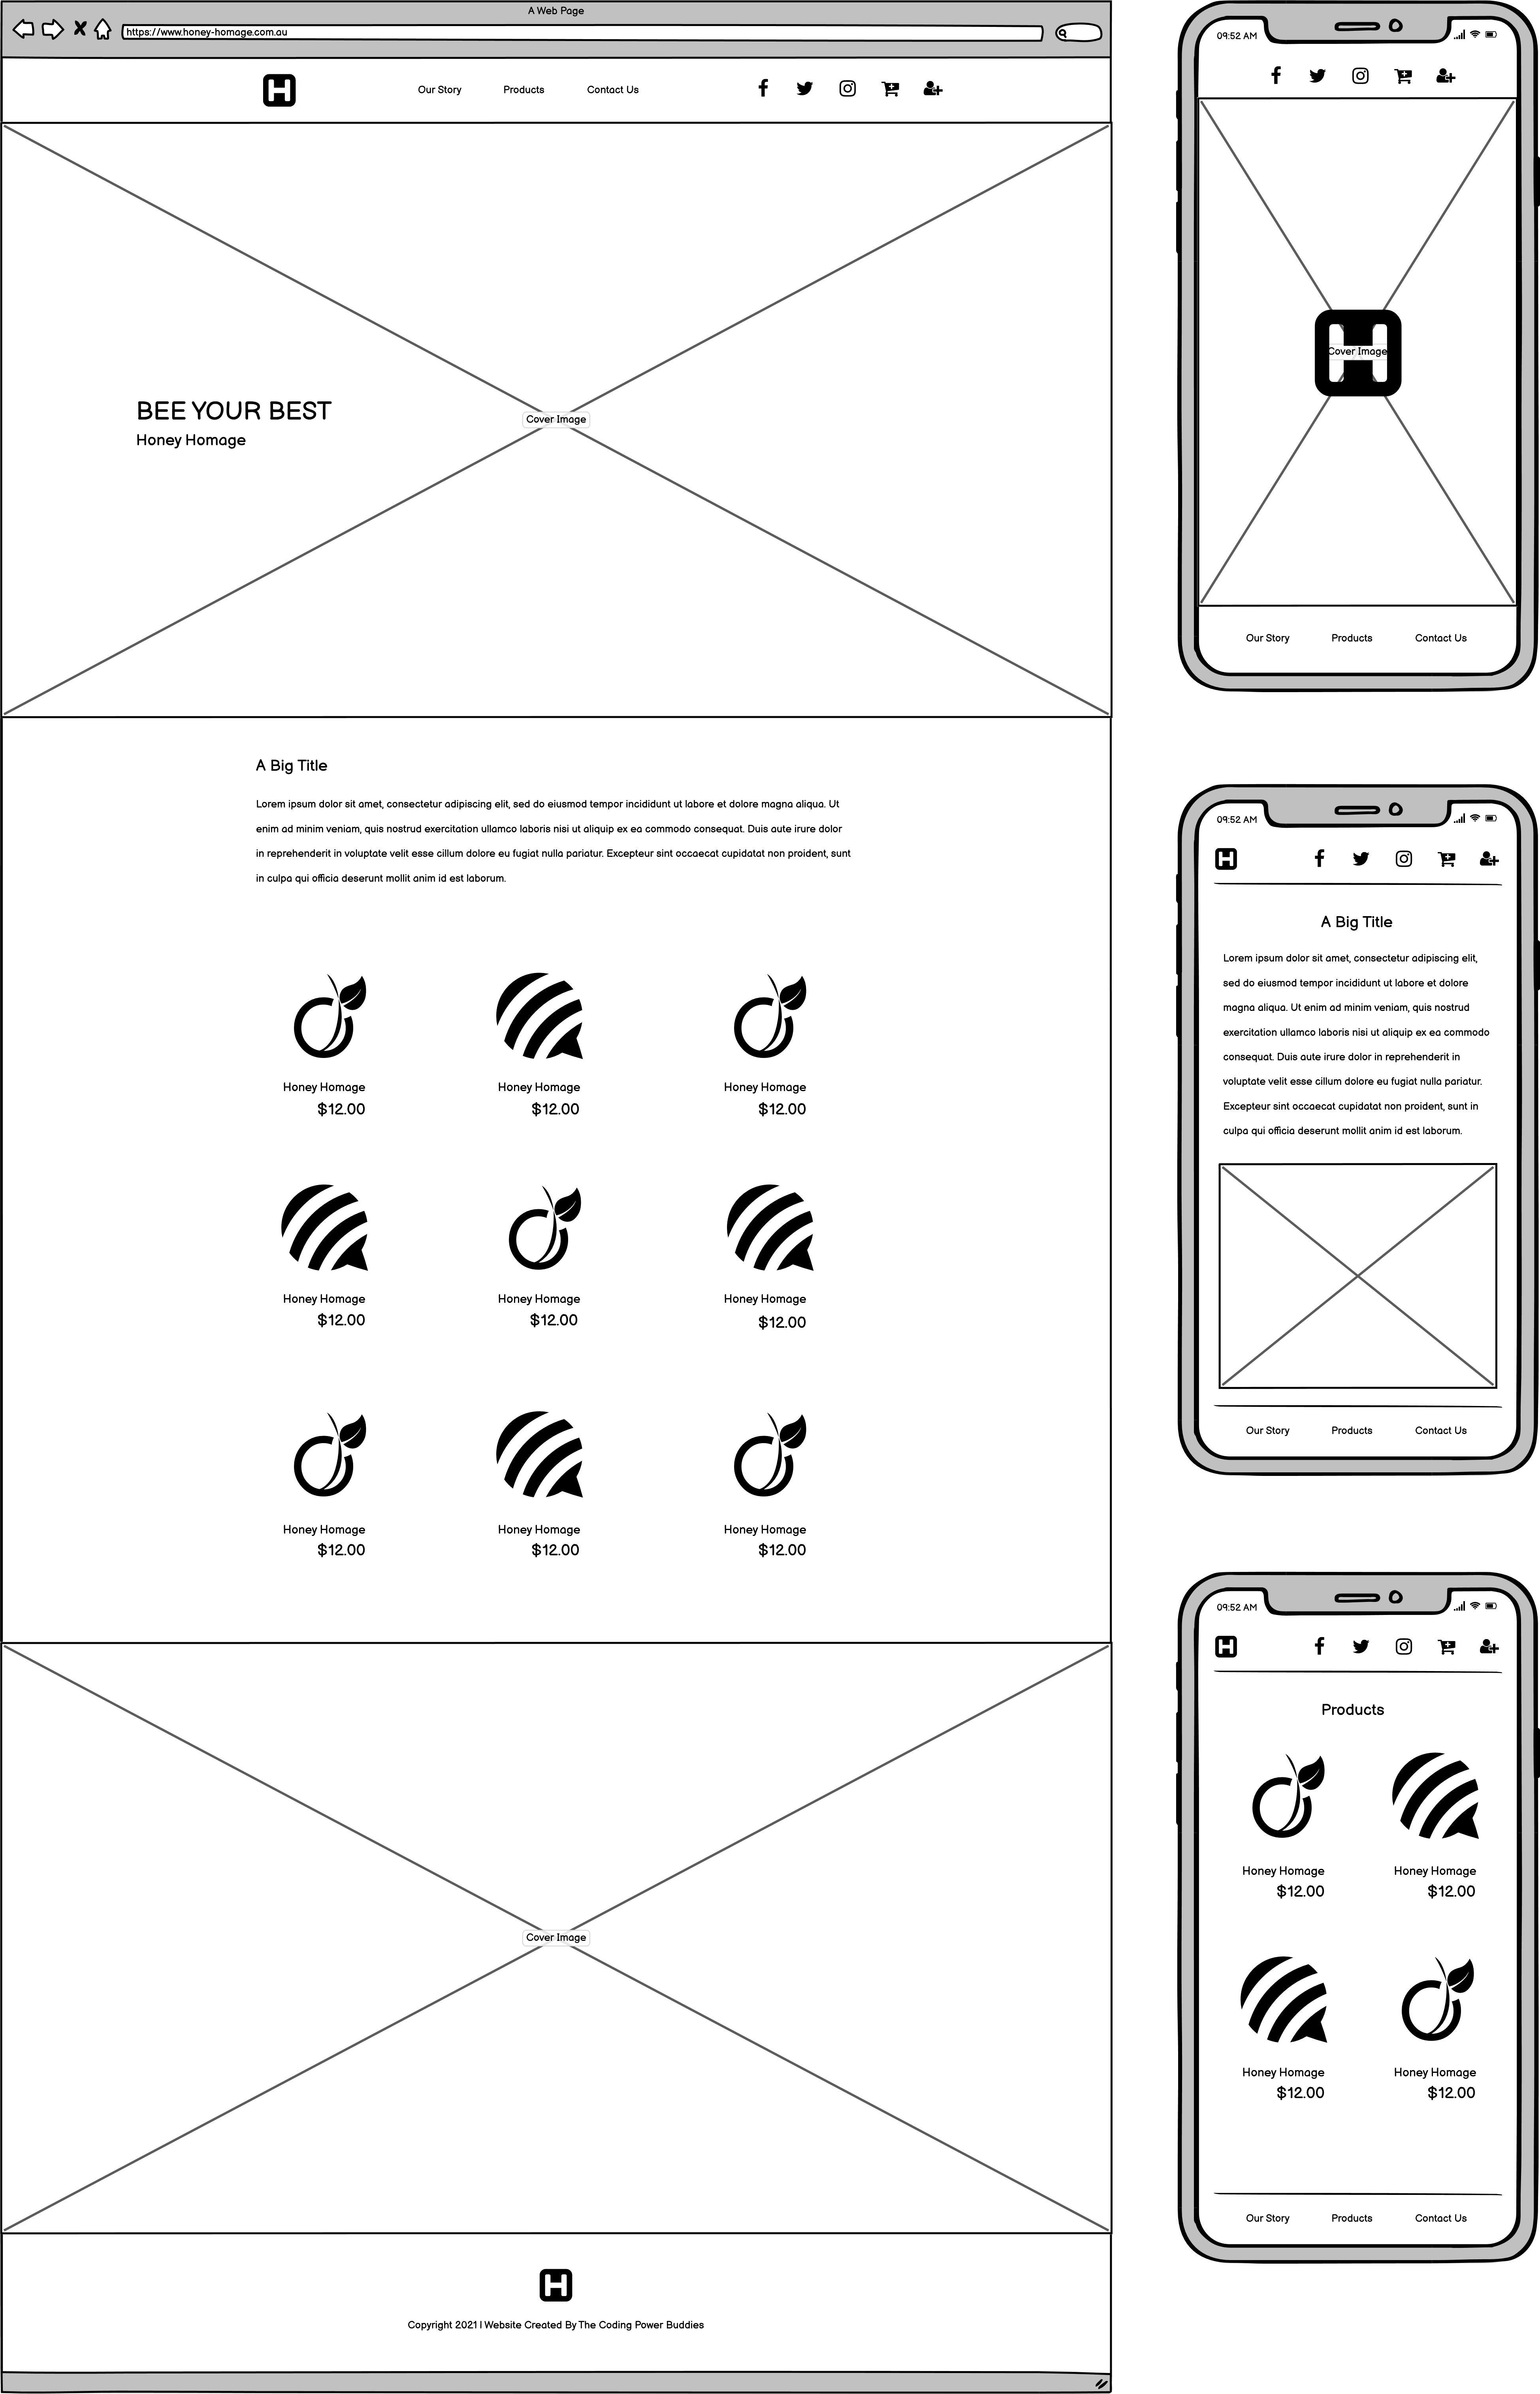 A Web Page
https://www.honey-homage.com.au
H
Our Story
Products
Contact Us
BEE YOUR BEST
Honey Homage
Cover Image
A Big Title
Lorem ipsum dolor sit amet, consectetur adipiscing elit, sed do eiusmod tempor incididunt ut labore et dolore magna aliqua. Ut
enim ad minim veniam, quis nostrud exercitation ullamco laboris nisi ut aliquip ex ea commodo consequat. Duis aute irure dolor
in reprehenderit in voluptate velit esse cillum dolore eu fugiat nulla pariatur. Excepteur sint occaecat cupidatat non proident, sunt
in culpa qui officia deserunt mollit anim id est laborum.
Honey Homage
$12.00
Honey Homage
$12.00
Honey Homage
$12.00
Honey Homage
$12.00
Honey Homage
$12.00
Honey Homage
$12.00
Honey Homage
$12.00
Honey Homage
$12.00
Honey Homage
$12.00
Cover Image
H
Copyright 2021 | Website Created By The Coding Power Buddies
09:52 AM
H
Cover Image
Our Story
Products
Contact Us
09:52 AM
H
A Big Title
Lorem ipsum dolor sit amet, consectetur adipiscing elit,
sed do eiusmod tempor incididunt ut labore et dolore
magna aliqua. Ut enim ad minim veniam, quis nostrud
exercitation ullamco laboris nisi ut aliquip ex ea commodo
consequat. Duis aute irure dolor in reprehenderit in
voluptate velit esse cillum dolore eu fugiat nulla pariatur.
Excepteur sint occaecat cupidatat non proident, sunt in
culpa qui officia deserunt mollit anim id est laborum.
Our Story
Products
Contact Us
09:52 AM
H
Products
Honey Homage
$12.00
Honey Homage
$12.00
Honey Homage
$12.00
Honey Homage
$12.00
Our Story
Products
Contact Us